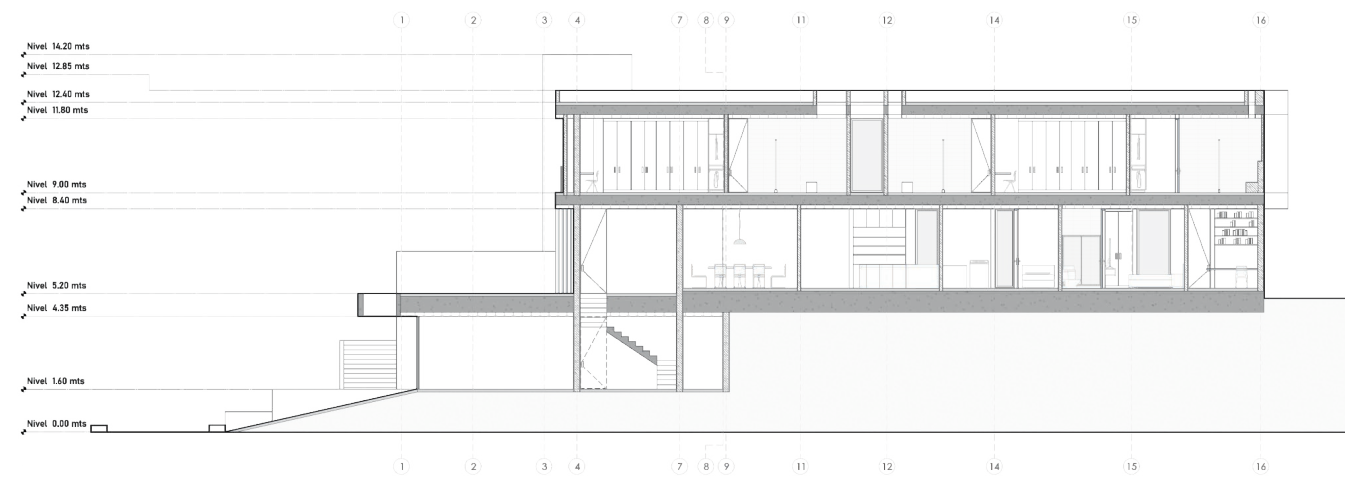 1 2 3 4 7 8 9 11 12 14 15 16
Nivel 14.20 mts
Nivel 12.85 mts
Nivel 12.40 mts
Nivel 11.80 mts
Nivel 9.00 mts
Nivel 8.40 mts
Nivel 5.20 mts
Nivel 4.35 mts
Nivel 1.60 mts
Nivel 0.00 mts
1 2 3 4 7 8 9 11 12 14 15 16